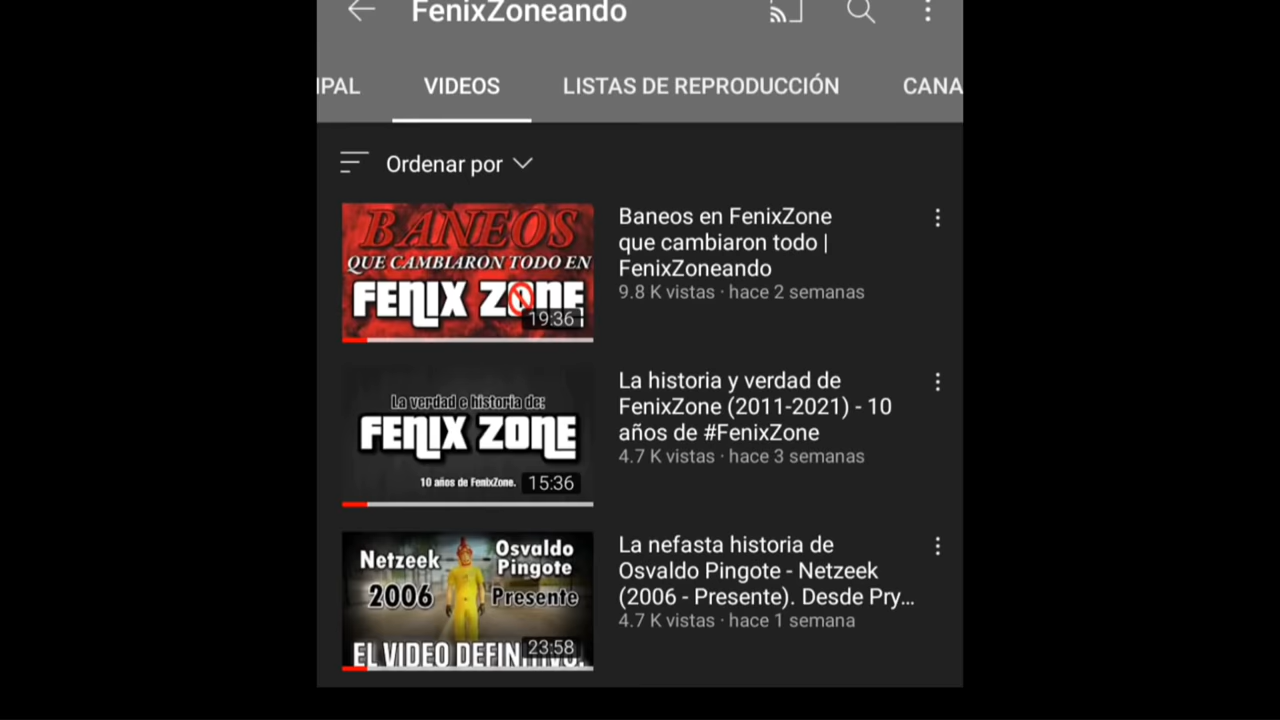 FenixZoneando
IPAL
VIDEOS
LISTAS DE REPRODUCCIÓN
CANA
Ordenar por
BANEOS
QUE CAMBIARON TODO EN
FENIX ZONE
19:36
Baneos en FenixZone
que cambiaron todo |
FenixZoneando
9.8 K vistas · hace 2 semanas
La verdad e historia de:
FENIX ZONE
10 años de FenixZone.
15:36
La historia y verdad de
FenixZone (2011-2021) - 10
años de #FenixZone
4.7 K vistas · hace 3 semanas
Netzeek
2006
Osvaldo
Pingote
Presente
EL VIDEO DEFINITIVO.
23:58
La nefasta historia de
Osvaldo Pingote - Netzeek
(2006 - Presente). Desde Pry...
4.7 K vistas · hace 1 semana